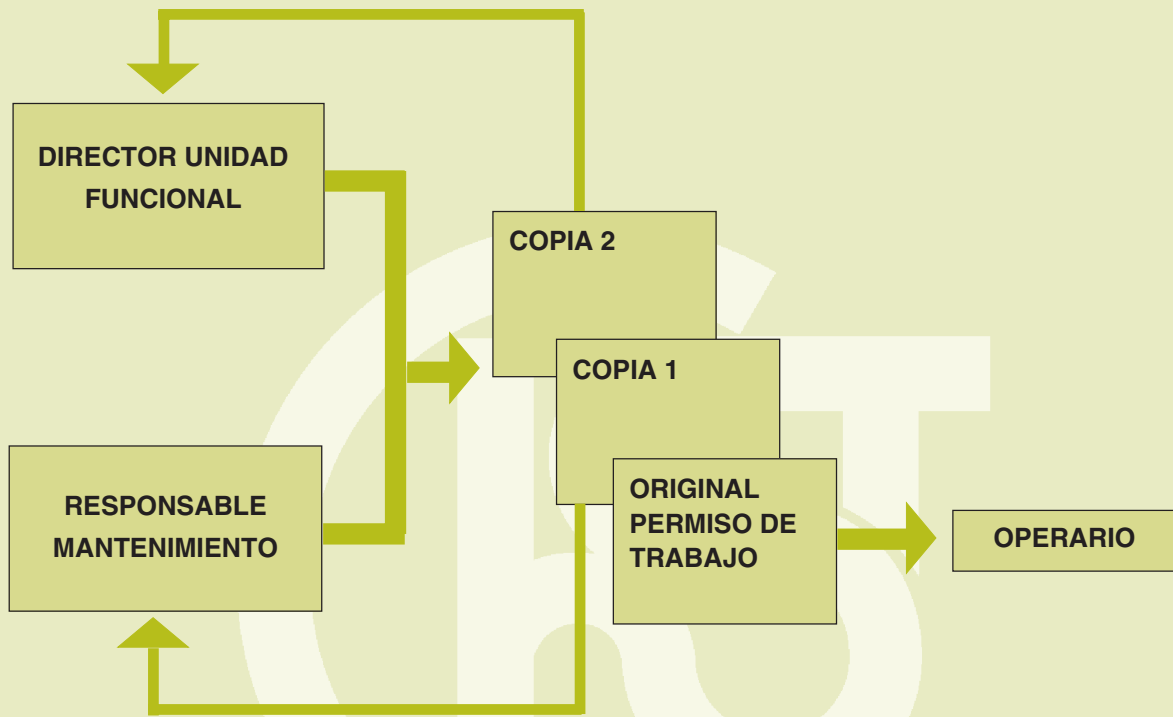 DIRECTOR UNIDAD
FUNCIONAL
COPIA 2
COPIA 1
RESPONSABLE
MANTENIMIENTO
ORIGINAL
PERMISO DE
TRABAJO
OPERARIO